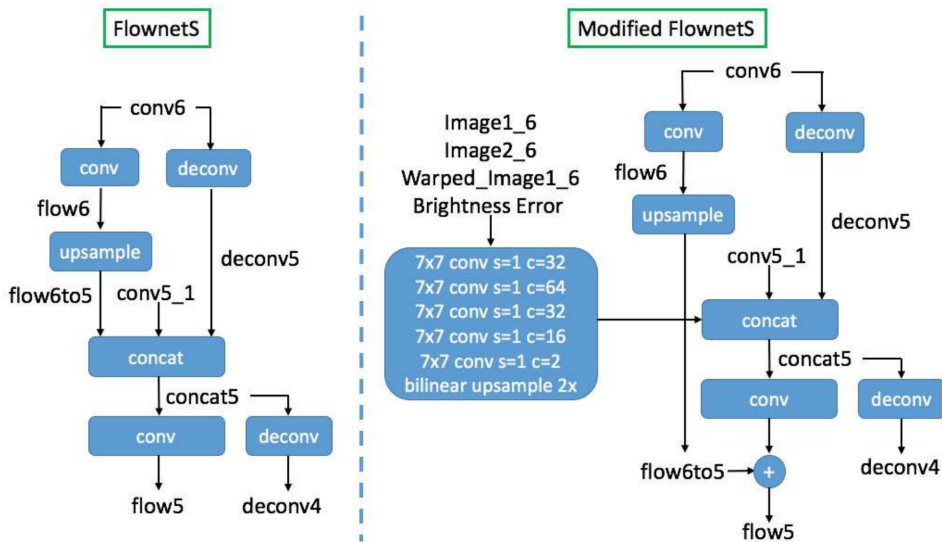 FlownetS
conv6
conv
deconv
flow6
upsample
deconv5
flow6to5
conv5_1
concat
concat5
conv
deconv
flow5
deconv4
Modified FlownetS
conv6
Image1_6
Image2_6
Warped_Image1_6
Brightness Error
conv
deconv
flow6
upsample
deconv5
7x7 conv s=1 c=32
7x7 conv s=1 c=64
7x7 conv s=1 c=32
7x7 conv s=1 c=16
7x7 conv s=1 c=2
bilinear upsample 2x
conv5_1
concat
concat5
conv
deconv
flow6to5
+
deconv4
flow5